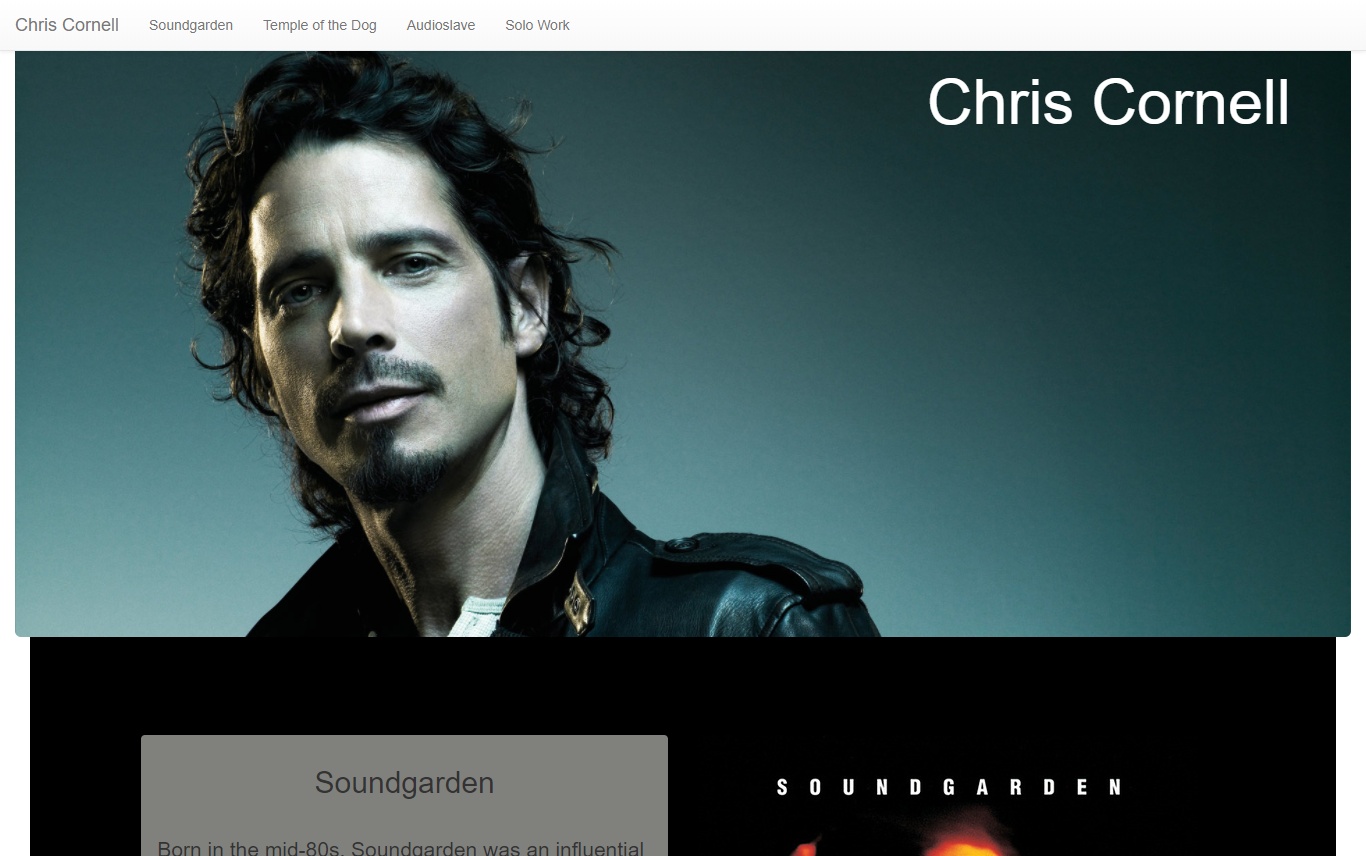 Chris Cornell Soundgarden Temple of the Dog Audioslave Solo Work
Chris Cornell
Soundgarden
SOUNDGARDEN
Born in the mid-80s, Soundgarden was an influential